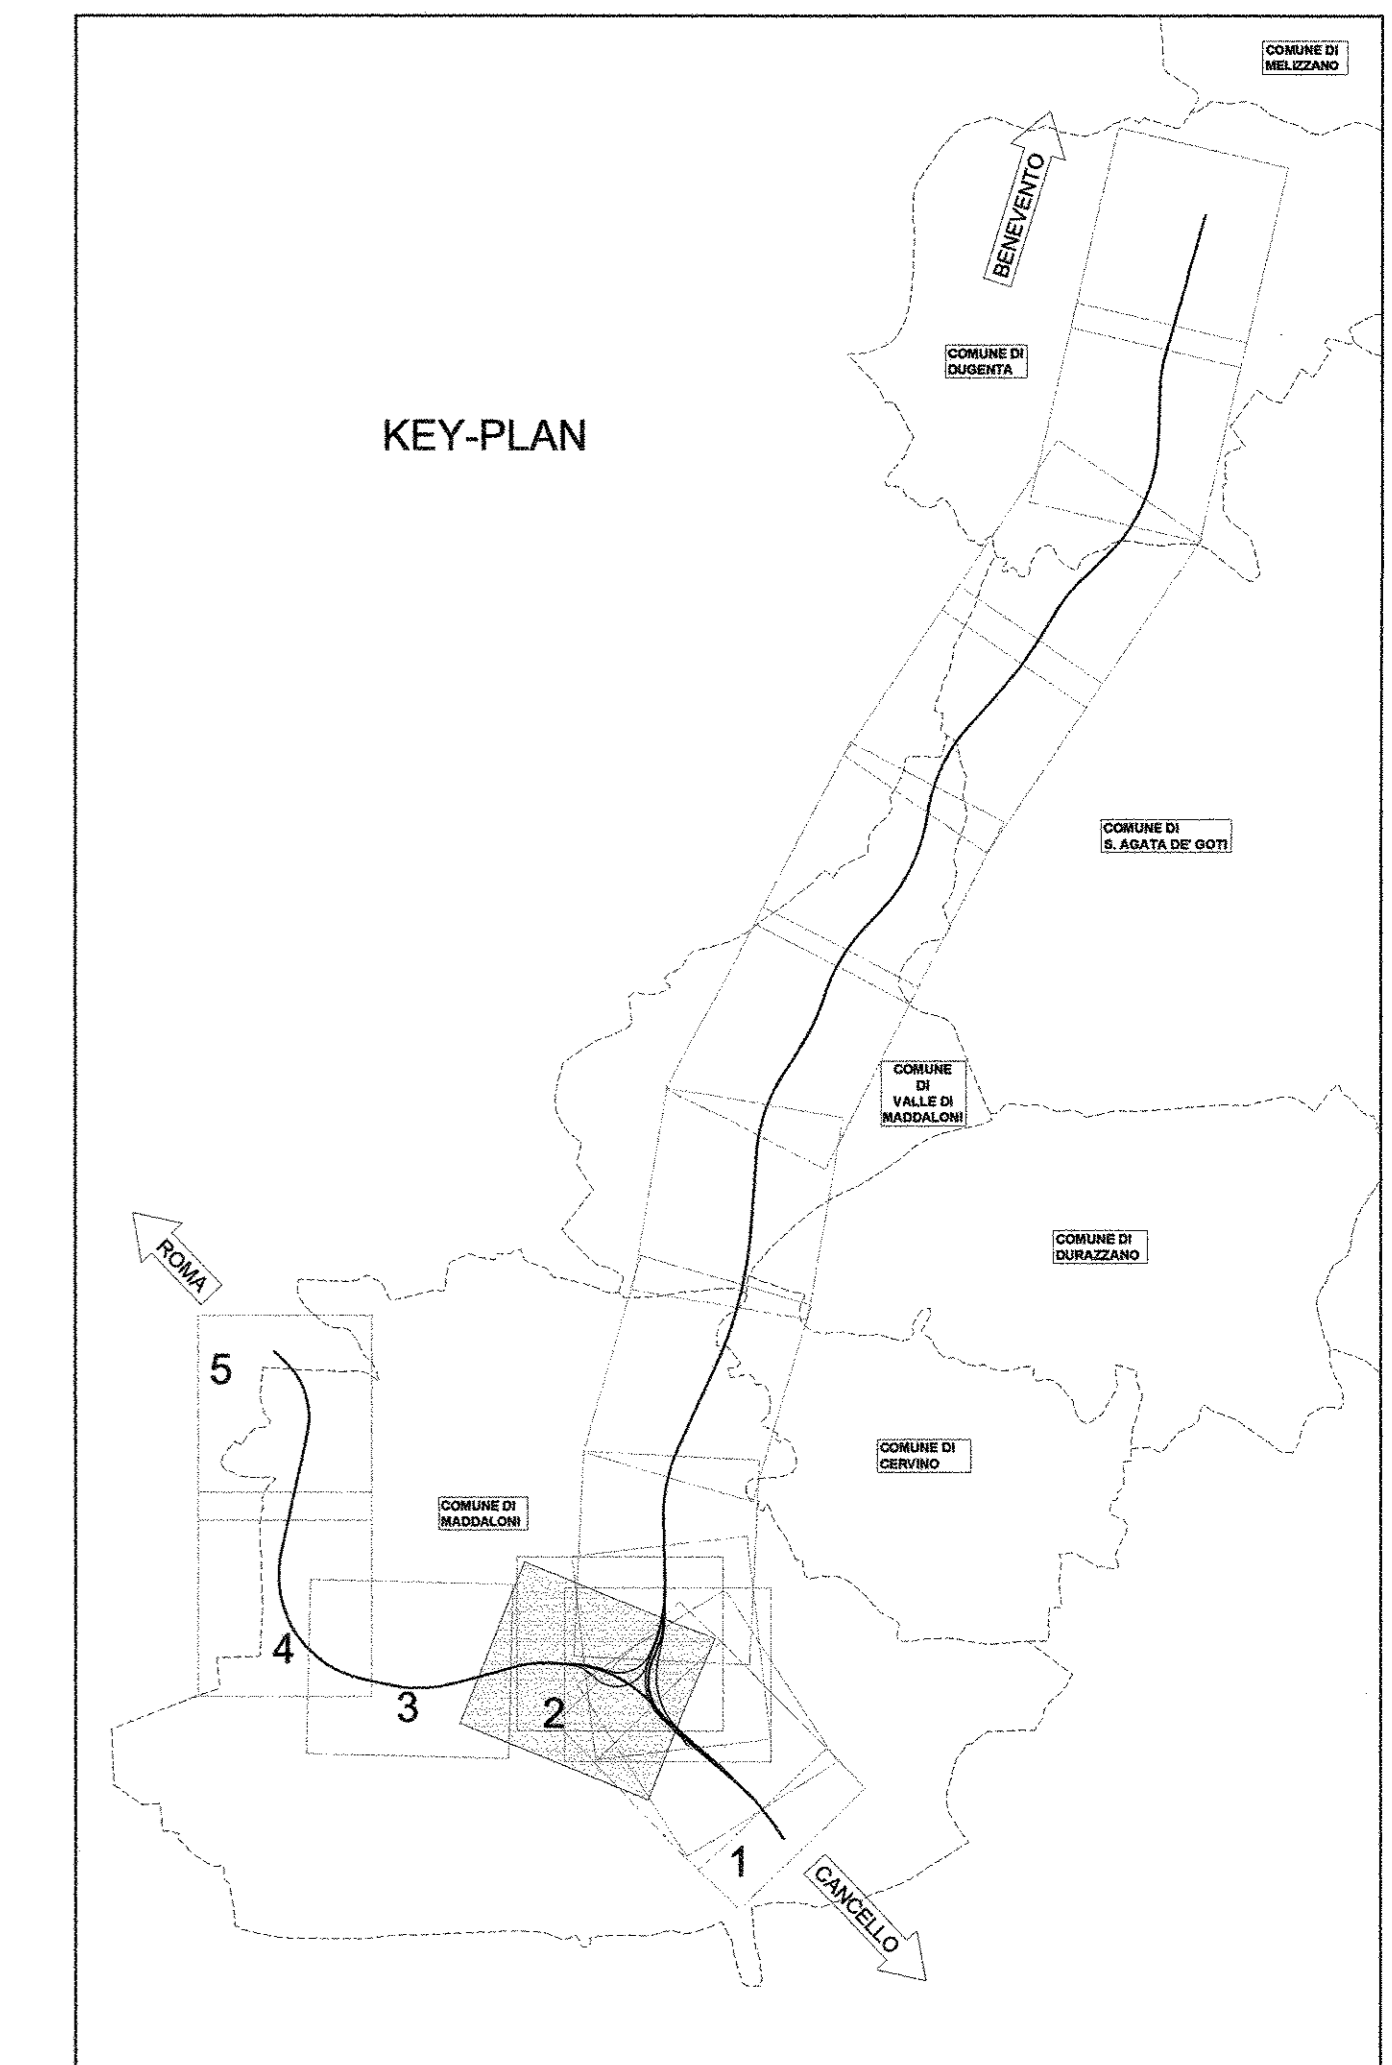 COMUNE DI
MELIZZANO
BENEVENTO
COMUNE DI
DUGENTA
KEY-PLAN
COMUNE DI
S. AGATA DE' GOTI
COMUNE
DI
VALLE DI
MADDALONI
COMUNE DI
DURAZZANO
ROMA
5
COMUNE DI
CERVINO
COMUNE DI
MADDALONI
4
3
2
1
CANCELLO